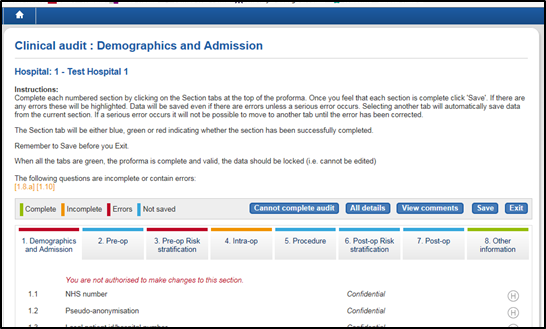 Clinical audit : Demographics and Admission
Hospital: 1 - Test Hospital 1
Instructions:
Complete each numbered section by clicking on the Section tabs at the top of the proforma. Once you feel that each section is complete click 'Save'. If there are
any errors these will be highlighted. Data will be saved even if there are errors unless a serious error occurs. Selecting another tab will automatically save data
from the current section. If a serious error occurs it will not be possible to move to another tab until the error has been corrected.
The Section tab will be either blue, green or red indicating whether the section has been successfully completed.
Remember to Save before you Exit.
When all the tabs are green, the proforma is complete and valid, the data should be locked (i.e. cannot be edited)
The following questions are incomplete or contain errors:
[1.8.a] [1.10]
Complete Incomplete Errors Not saved Cannot complete audit All details View comments Save Exit
1. Demographics and Admission
2. Pre-op
3. Pre-op Risk stratification
4. Intra-op
5. Procedure
6. Post-op Risk stratification
7. Post-op
8. Other information
You are not authorised to make changes to this section.
1.1 NHS number Confidential H
1.2 Pseudo-anonymisation Confidential H
1.3 Local patient id/hospital number